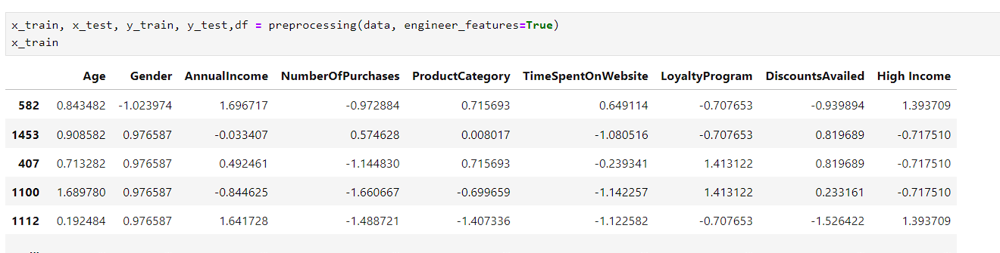 x_train, x_test, y_train, y_test,df = preprocessing(data, engineer_features=True)
x_train
Age Gender AnnualIncome NumberOfPurchases ProductCategory TimeSpentOnWebsite LoyaltyProgram DiscountsAvailed High Income
582 0.843482 -1.023974 1.696717 -0.972884 0.715693 0.649114 -0.707653 -0.939894 1.393709
1453 0.908582 0.976587 -0.033407 0.574628 0.008017 -1.080516 -0.707653 0.819689 -0.717510
407 0.713282 0.976587 0.492461 -1.144830 0.715693 -0.239341 1.413122 0.819689 -0.717510
1100 1.689780 0.976587 -0.844625 -1.660667 -0.699659 -1.142257 1.413122 0.233161 -0.717510
1112 0.192484 0.976587 1.641728 -1.488721 -1.407336 -1.122582 -0.707653 -1.526422 1.393709